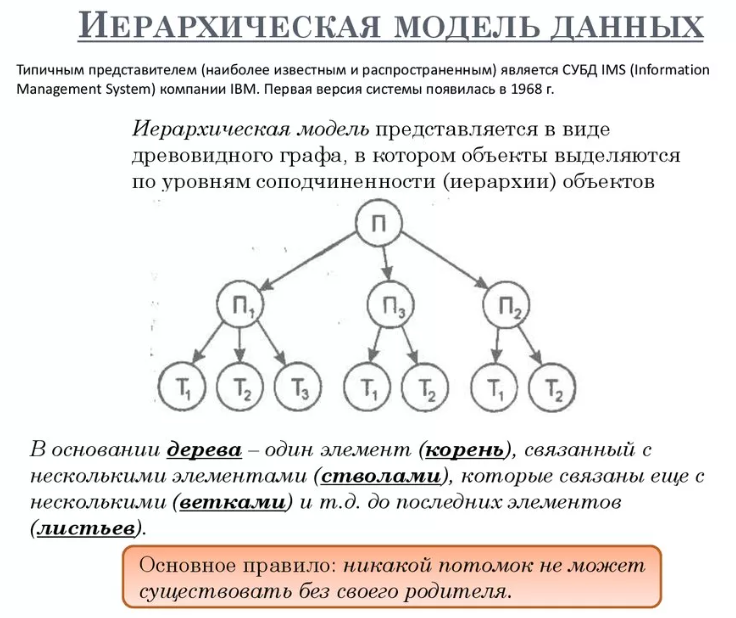 Иерархическая модель данных
Типичным представителем (наиболее известным и распространенным) является СУБД IMS (Information
Management System) компании IBM. Первая версия системы появилась в 1968 г.
Иерархическая модель представляется в виде
древовидного графа, в котором объекты выделяются
по уровням соподчиненности (иерархии) объектов
П
П₁ П₃ П₂
Т₁ Т₂ Т₃ Т₁ Т₂ Т₁ Т₂
В основании дерева – один элемент (корень), связанный с
несколькими элементами (стволами), которые связаны еще с
несколькими (ветками) и т.д. до последних элементов
(листьев).
Основное правило: никакой потомок не может
существовать без своего родителя.